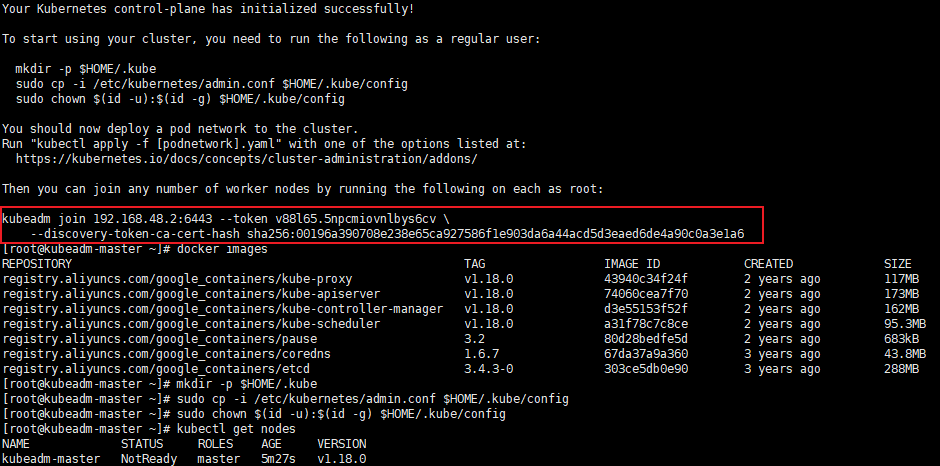 Your Kubernetes control-plane has initialized successfully!
To start using your cluster, you need to run the following as a regular user:
mkdir -p $HOME/.kube
sudo cp -i /etc/kubernetes/admin.conf $HOME/.kube/config
sudo chown $(id -u):$(id -g) $HOME/.kube/config
You should now deploy a pod network to the cluster.
Run "kubectl apply -f [podnetwork].yaml" with one of the options listed at:
https://kubernetes.io/docs/concepts/cluster-administration/addons/
Then you can join any number of worker nodes by running the following on each as root:
kubeadm join 192.168.48.2:6443 --token v88l65.5npcmiovnlbys6cv \
--discovery-token-ca-cert-hash sha256:00196a390708e238e65ca927586f1e903da6a44acd5d3eaed6de4a90c0a3e1a6
[root@kubeadm-master ~]# docker images
REPOSITORY TAG IMAGE ID CREATED SIZE
registry.aliyuncs.com/google_containers/kube-proxy v1.18.0 43940c34f24f 2 years ago 117MB
registry.aliyuncs.com/google_containers/kube-apiserver v1.18.0 74060cea7f70 2 years ago 173MB
registry.aliyuncs.com/google_containers/kube-controller-manager v1.18.0 d3e55153f52f 2 years ago 162MB
registry.aliyuncs.com/google_containers/kube-scheduler v1.18.0 a31f78c7c8ce 2 years ago 95.3MB
registry.aliyuncs.com/google_containers/pause 3.2 80d28bedfe5d 2 years ago 683kB
registry.aliyuncs.com/google_containers/coredns 1.6.7 67da37a9a360 3 years ago 43.8MB
registry.aliyuncs.com/google_containers/etcd 3.4.3-0 303ce5db0e90 3 years ago 288MB
[root@kubeadm-master ~]# mkdir -p $HOME/.kube
[root@kubeadm-master ~]# sudo cp -i /etc/kubernetes/admin.conf $HOME/.kube/config
[root@kubeadm-master ~]# sudo chown $(id -u):$(id -g) $HOME/.kube/config
[root@kubeadm-master ~]# kubectl get nodes
NAME STATUS ROLES AGE VERSION
kubeadm-master NotReady master 5m27s v1.18.0